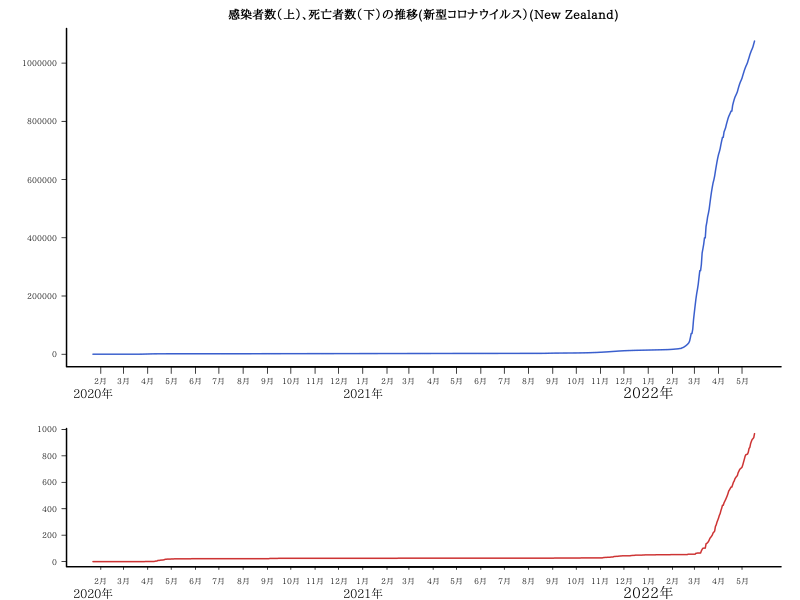 感染者数（上）、死亡者数（下）の推移(新型コロナウイルス）(New Zealand)
1000000
800000
600000
400000
200000
0
2月 3月 4月 5月 6月 7月 8月 9月 10月 11月 12月 1月 2月 3月 4月 5月 6月 7月 8月 9月 10月 11月 12月 1月 2月 3月 4月 5月
2020年 2021年 2022年
1000
800
600
400
200
0
2月 3月 4月 5月 6月 7月 8月 9月 10月 11月 12月 1月 2月 3月 4月 5月 6月 7月 8月 9月 10月 11月 12月 1月 2月 3月 4月 5月
2020年 2021年 2022年